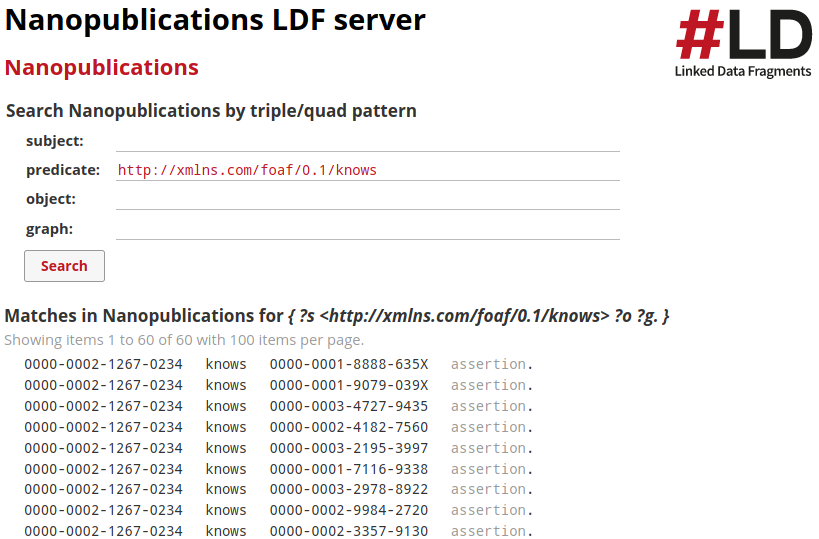 Nanopublications LDF server
#LD
Linked Data Fragments
Nanopublications
Search Nanopublications by triple/quad pattern
subject:
predicate: http://xmlns.com/foaf/0.1/knows
object:
graph:
Search
Matches in Nanopublications for { ?s <http://xmlns.com/foaf/0.1/knows> ?o ?g. }
Showing items 1 to 60 of 60 with 100 items per page.
0000-0002-1267-0234 knows 0000-0001-8888-635X assertion.
0000-0002-1267-0234 knows 0000-0001-9079-039X assertion.
0000-0002-1267-0234 knows 0000-0003-4727-9435 assertion.
0000-0002-1267-0234 knows 0000-0002-4182-7560 assertion.
0000-0002-1267-0234 knows 0000-0003-2195-3997 assertion.
0000-0002-1267-0234 knows 0000-0001-7116-9338 assertion.
0000-0002-1267-0234 knows 0000-0003-2978-8922 assertion.
0000-0002-1267-0234 knows 0000-0002-9984-2720 assertion.
0000-0002-1267-0234 knows 0000-0002-3357-9130 assertion.